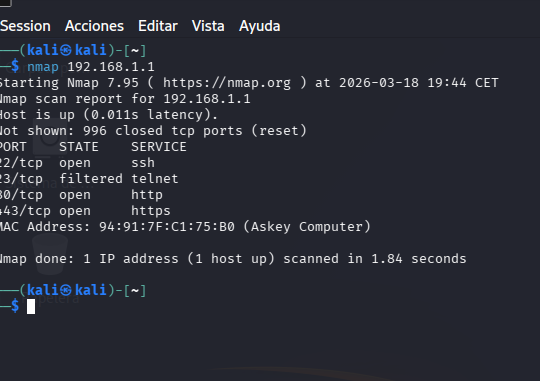 Session Acciones Editar Vista Ayuda
(kali㉿kali)-[~]
$ nmap 192.168.1.1
Starting Nmap 7.95 ( https://nmap.org ) at 2026-03-18 19:44 CET
Nmap scan report for 192.168.1.1
Host is up (0.011s latency).
Not shown: 996 closed tcp ports (reset)
PORT STATE SERVICE
22/tcp open ssh
23/tcp filtered telnet
80/tcp open http
443/tcp open https
MAC Address: 94:91:7F:C1:75:B0 (Askey Computer)
Nmap done: 1 IP address (1 host up) scanned in 1.84 seconds
(kali㉿kali)-[~]
$